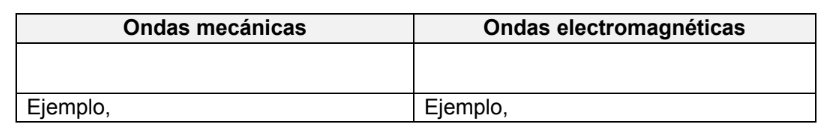 Ondas mecánicas Ondas electromagnéticas
Ejemplo, Ejemplo,